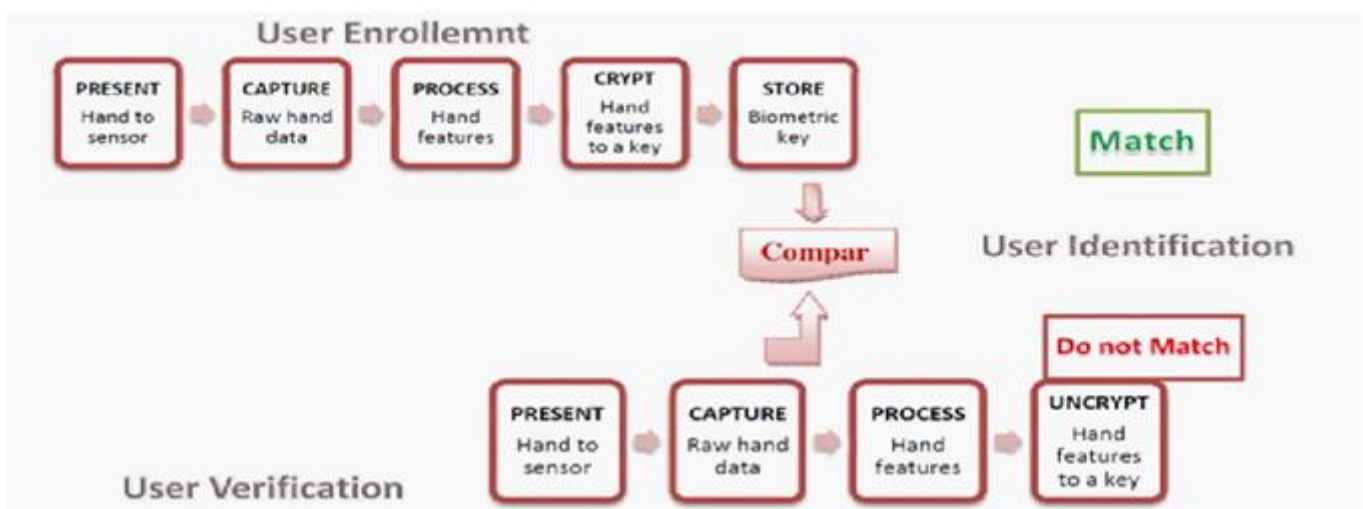 User Enrollemnt
PRESENT
Hand to
sensor
CAPTURE
Raw hand
data
PROCESS
Hand
features
CRYPT
Hand
features
to a key
STORE
Biometric
key
Match
Compar
User Identification
Do not Match
PRESENT
Hand to
sensor
CAPTURE
Raw hand
data
PROCESS
Hand
features
UNCRYPT
Hand
features
to a key
User Verification